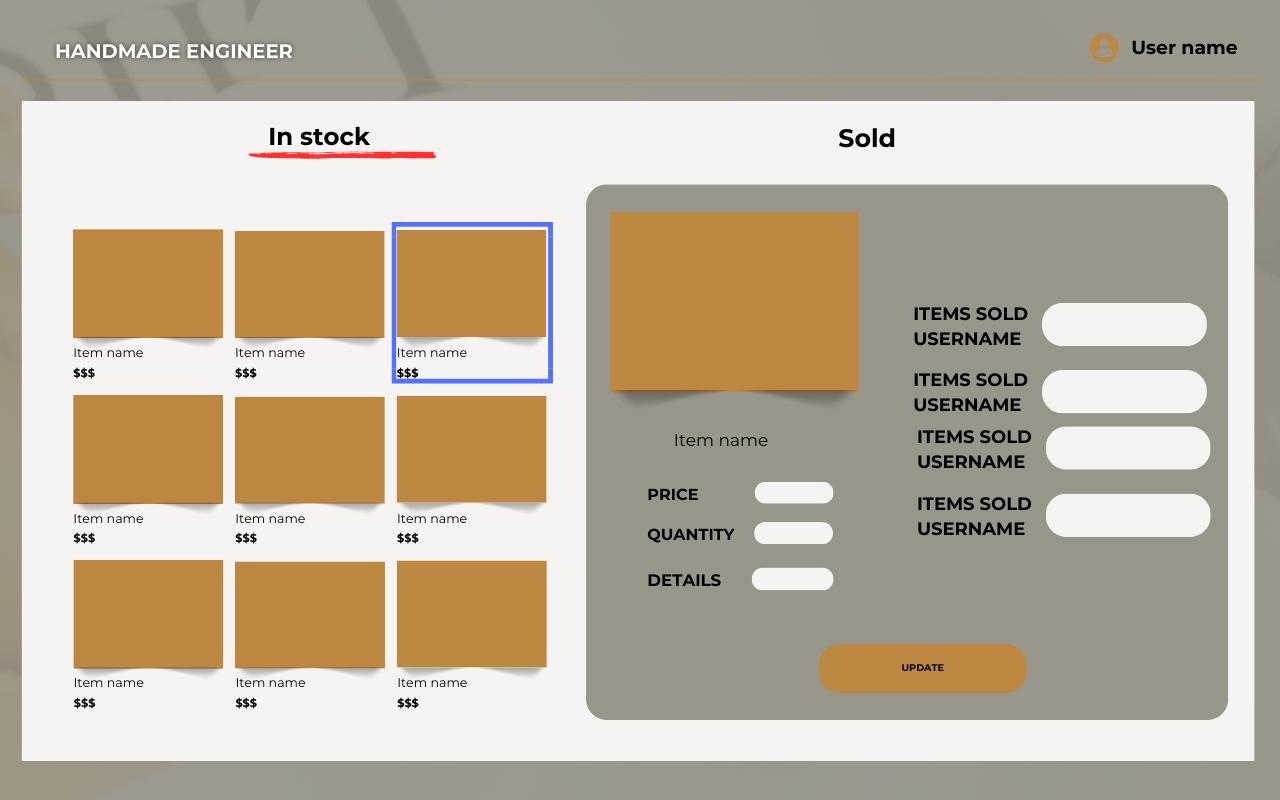 HANDMADE ENGINEER
User name
In stock
Sold
Item name
$$$
Item name
$$$
Item name
$$$
Item name
$$$
Item name
$$$
Item name
$$$
Item name
$$$
Item name
$$$
Item name
$$$
Item name
PRICE
QUANTITY
DETAILS
ITEMS SOLD
USERNAME
ITEMS SOLD
USERNAME
ITEMS SOLD
USERNAME
ITEMS SOLD
USERNAME
UPDATE